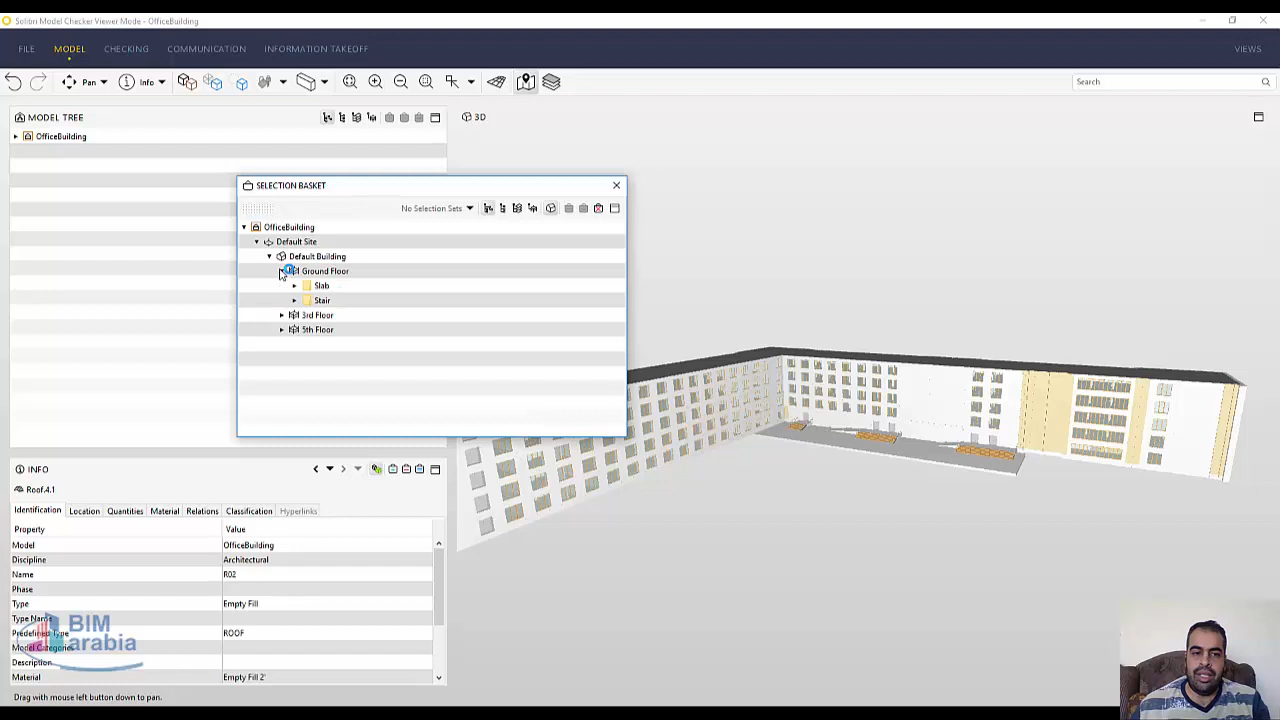 Solibri Model Checker Viewer Mode - OfficeBuilding
FILE MODEL CHECKING COMMUNICATION INFORMATION TAKEOFF VIEWS
Pan Info Search
MODEL TREE
OfficeBuilding
3D
SELECTION BASKET
No Selection Sets
OfficeBuilding
Default Site
Default Building
Ground Floor
Slab
Stair
3rd Floor
5th Floor
INFO
Roof.4.1
Identification Location Quantities Material Relations Classification Hyperlinks
Property Value
Model OfficeBuilding
Discipline Architectural
Name R02
Phase
Type Empty Fill
Type Name
Predefined Type ROOF
Model Categories
Description
Material Empty Fill 2'
BIM
arabia
Drag with mouse left button down to pan.